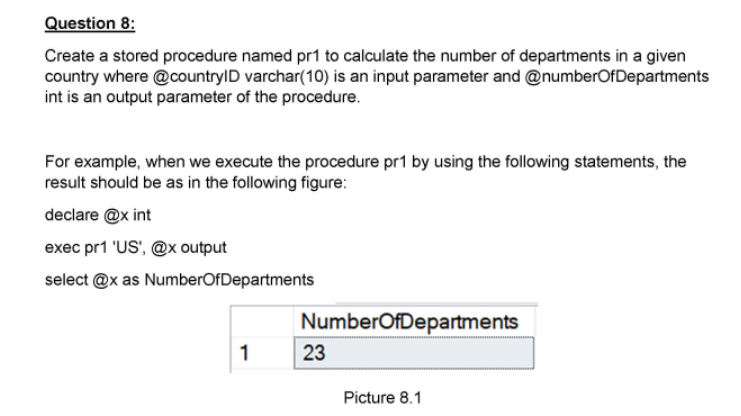 Question 8:
Create a stored procedure named pr1 to calculate the number of departments in a given
country where @countryID varchar(10) is an input parameter and @numberOfDepartments
int is an output parameter of the procedure.
For example, when we execute the procedure pr1 by using the following statements, the
result should be as in the following figure:
declare @x int
exec pr1 'US', @x output
select @x as NumberOfDepartments
NumberOfDepartments
1 23
Picture 8.1